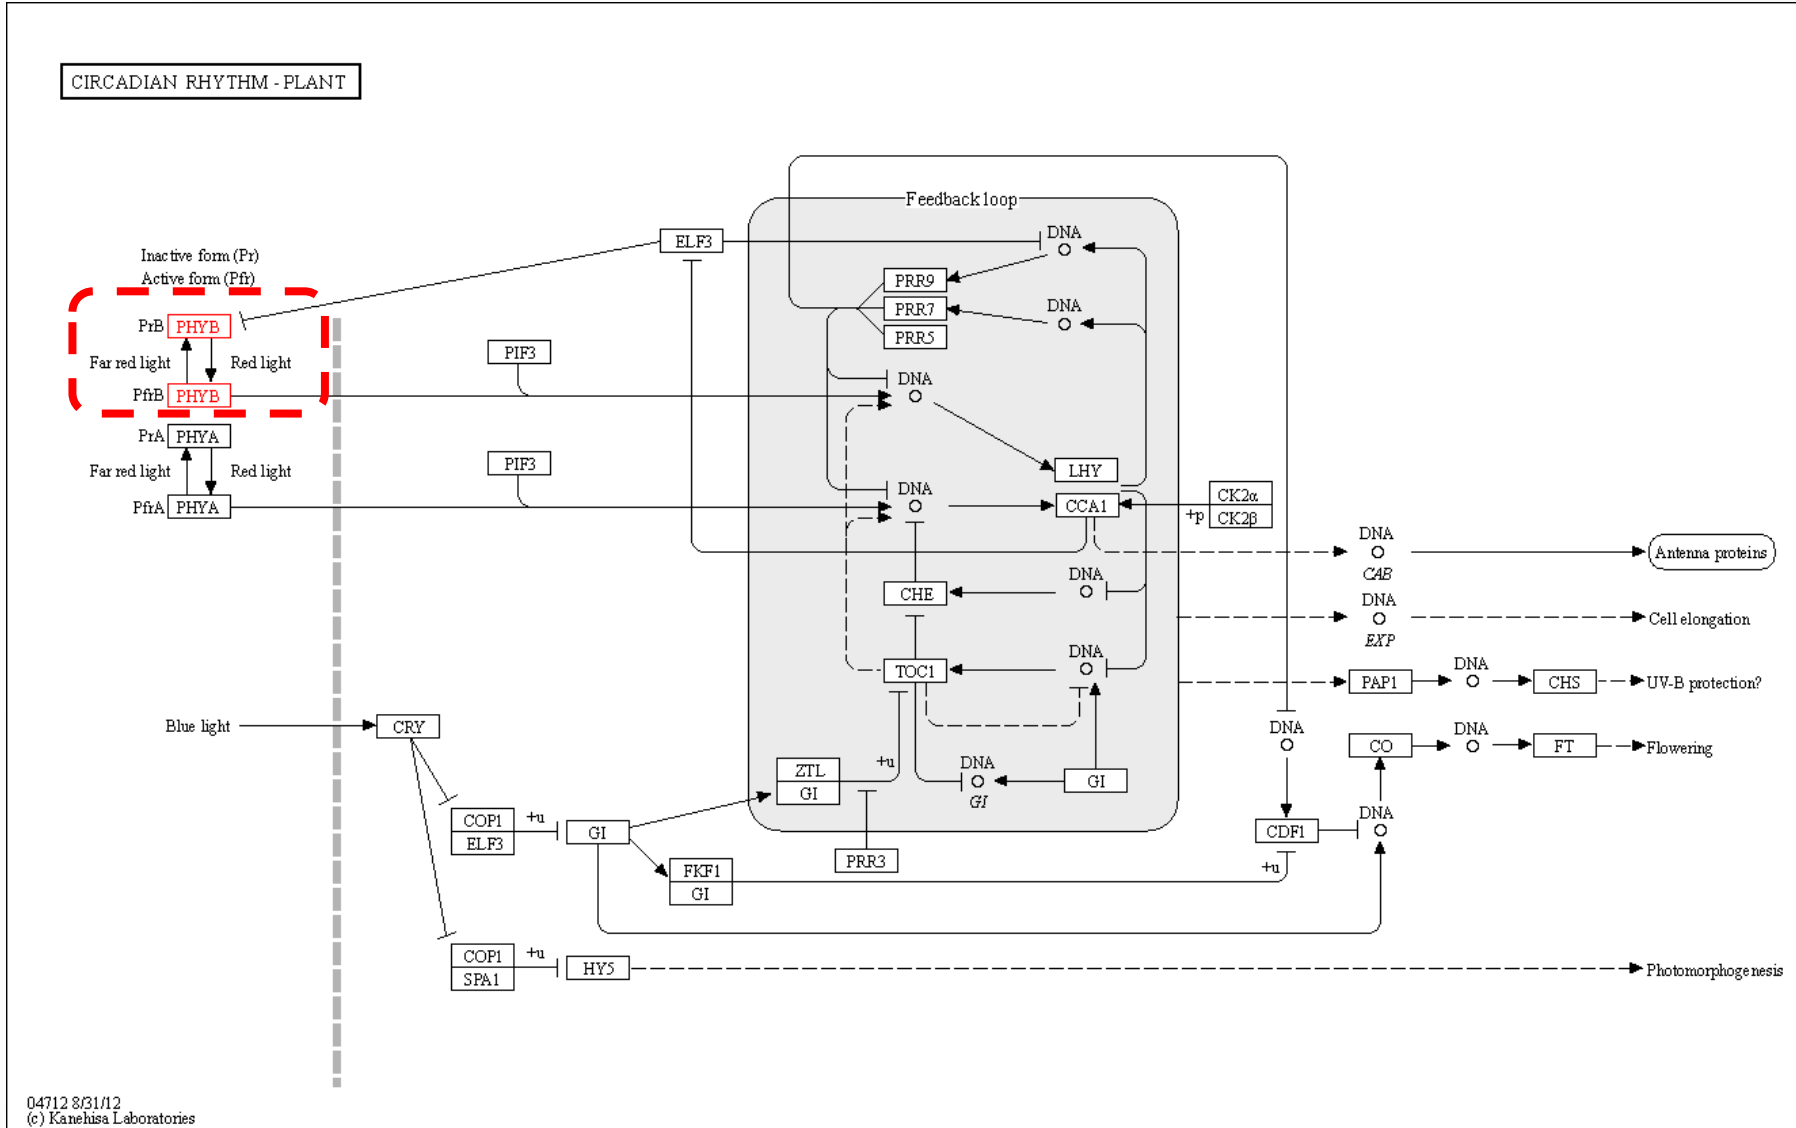 CIRCADIAN RHYTHM - PLANT
Feedback loop
Inactive form (Pr)
Active form (Pfr)
ELF3
DNA
PRR9
PRR7
DNA
PRR5
PrB PHYB
Far red light Red light
PfrB PHYB
PIF3
DNA
PrA PHYA
Far red light Red light
PfrA PHYA
PIF3
DNA
LHY
CCA1
+p
CK2α
CK2β
DNA
CAB
Antenna proteins
CHE
DNA
DNA
EXP
Cell elongation
TOC1
DNA
PAP1
DNA
CHS
UV-B protection?
Blue light
CRY
DNA
CO
DNA
FT
Flowering
ZTL
GI
+u
DNA
GI
GI
COP1
ELF3
+u
GI
PRR3
FKF1
GI
+u
CDF1
DNA
COP1
SPA1
+u
HY5
Photomorphogenesis
04712 8/31/12
(c) Kanehisa Laboratories